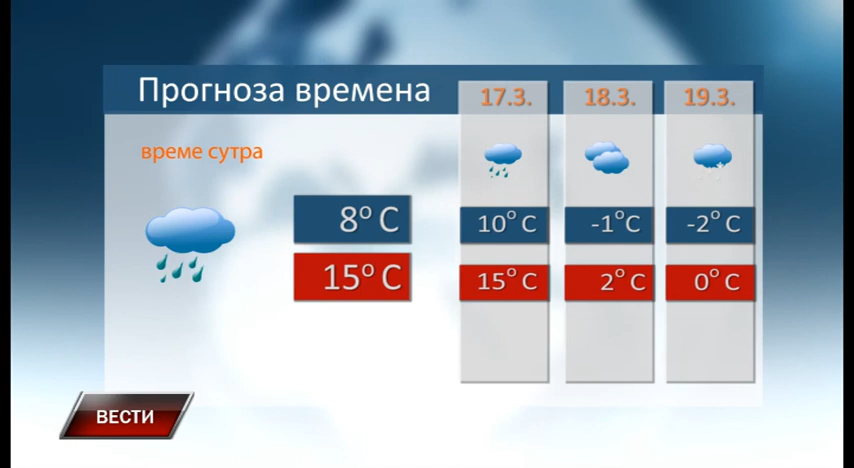 Прогноза времена
време сутра
8° C
15° C
17.3.
10° C
15° C
18.3.
-1°C
2° C
19.3.
-2° C
0° C
ВЕСТИ